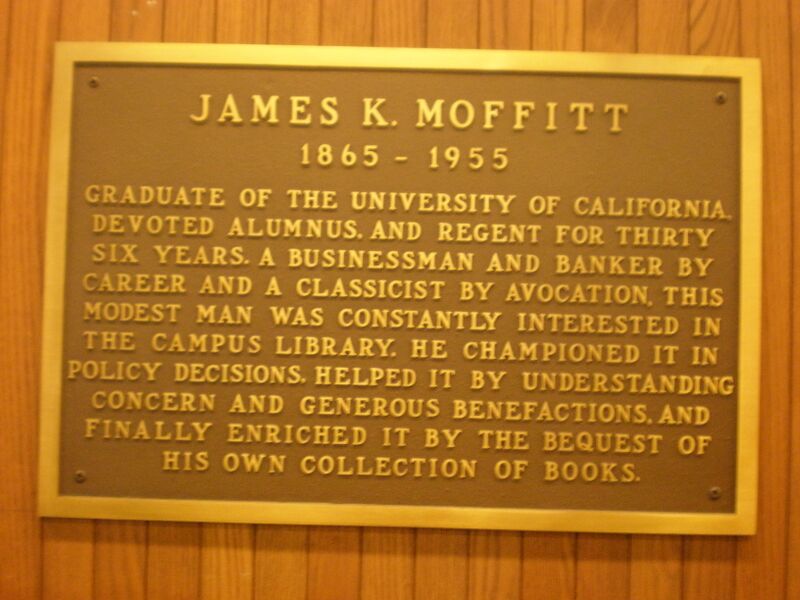 JAMES K. MOFFITT
1865 - 1955
GRADUATE OF THE UNIVERSITY OF CALIFORNIA,
DEVOTED ALUMNUS, AND REGENT FOR THIRTY
SIX YEARS. A BUSINESSMAN AND BANKER BY
CAREER AND A CLASSICIST BY AVOCATION, THIS
MODEST MAN WAS CONSTANTLY INTERESTED IN
THE CAMPUS LIBRARY. HE CHAMPIONED IT IN
POLICY DECISIONS, HELPED IT BY UNDERSTANDING
CONCERN AND GENEROUS BENEFACTIONS, AND
FINALLY ENRICHED IT BY THE BEQUEST OF
HIS OWN COLLECTION OF BOOKS.